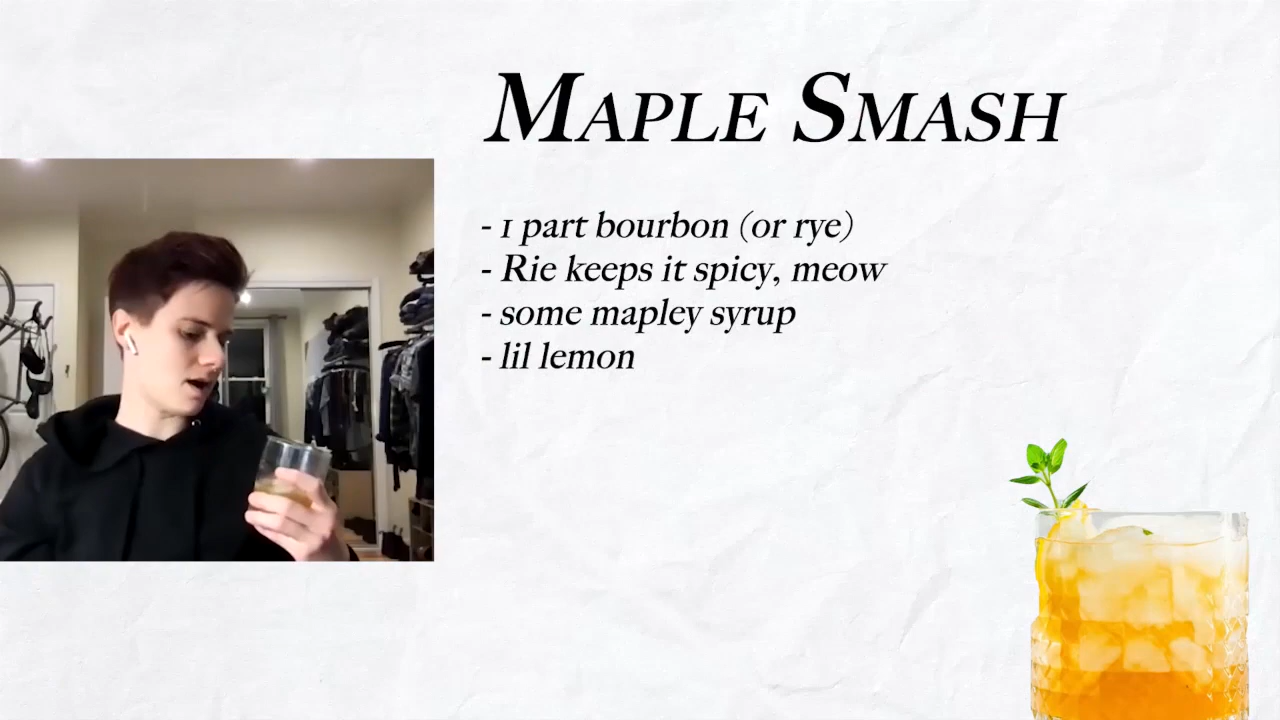 Maple Smash
- 1 part bourbon (or rye)
- Rie keeps it spicy, meow
- some mapley syrup
- lil lemon